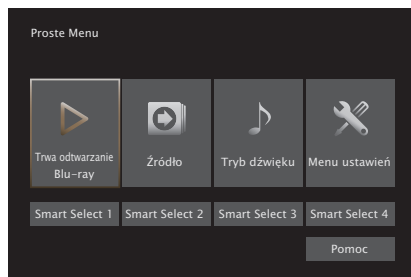 Proste Menu
Trwa odtwarzanie
Blu-ray
Źródło
Tryb dźwięku
Menu ustawień
Smart Select 1
Smart Select 2
Smart Select 3
Smart Select 4
Pomoc